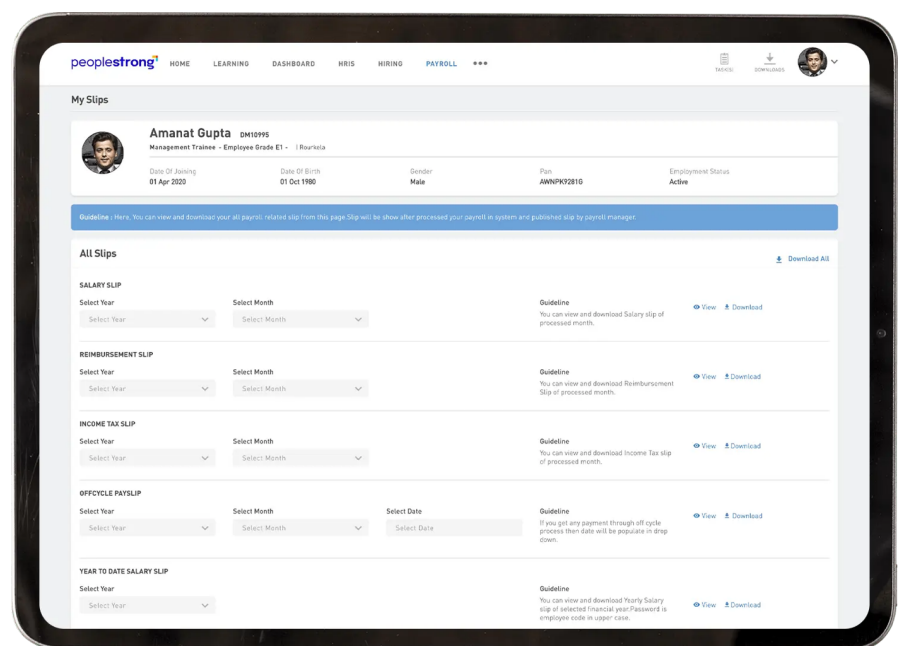 peoplestrong HOME LEARNING DASHBOARD HRIS HIRING PAYROLL DOWNLOADS
My Slips
Amanat Gupta DM10995
Management Trainee - Employee Grade E1 - | Roarkela
Date Of Joining Date Of Birth Gender Pan Employment Status
01 Apr 2020 01 Oct 1980 Male AWNPK9281G Active
Guideline : Here, You can view and download your all payroll related slip from this page.Slip will be show after processed your payroll in system and published slip by payroll manager.
All Slips
Download All
SALARY SLIP
Select Year Select Month Guideline
Select Year Select Month You can view and download Salary slip of
processed month.
View Download
REIMBURSEMENT SLIP
Select Year Select Month Guideline
Select Year Select Month You can view and download Reimbursement
Slip of processed month.
View Download
INCOME TAX SLIP
Select Year Select Month Guideline
Select Year Select Month You can view and download Income Tax slip
of processed month.
View Download
OFFCYCLE PAYSLIP
Select Year Select Month Select Date Guideline
Select Year Select Month Select Date If you get any payment through off cycle
process then date will be populate in drop
down.
View Download
YEAR TO DATE SALARY SLIP
Select Year Guideline
Select Year You can view and download Yearly Salary
slip of selected financial year.Password is
employee code in upper case.
View Download